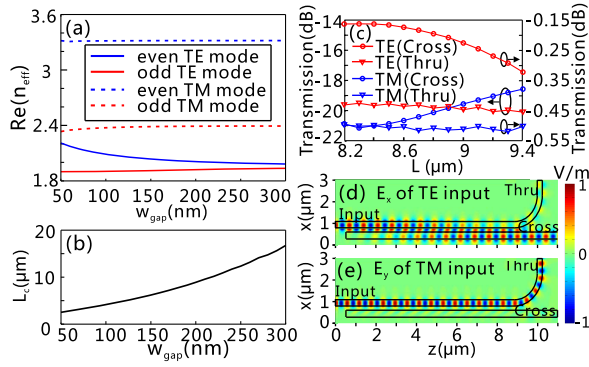 (a)
3.6
3.0
2.4
1.8
Re(n_eff)
even TE mode
odd TE mode
even TM mode
odd TM mode
50 100 150 200 250 300
w_gap(nm)
(b)
20
10
0
L_c(μm)
50 100 150 200 250 300
w_gap(nm)
(c)
-14
-16
-18
-20
-22
Transmission(dB)
TE(Cross)
TE(Thru)
TM(Cross)
TM(Thru)
-0.15
-0.25
-0.35
-0.45
-0.55
Transmission(dB)
8.2 8.6 9 9.4
L (μm)
V/m
1
0
-1
(d) E_x of TE input
Thru
Input
Cross
3
2
1
0
x(μm)
(e) E_y of TM input
Thru
Input
Cross
3
2
1
0
x(μm)
0 2 4 6 8 10
z(μm)